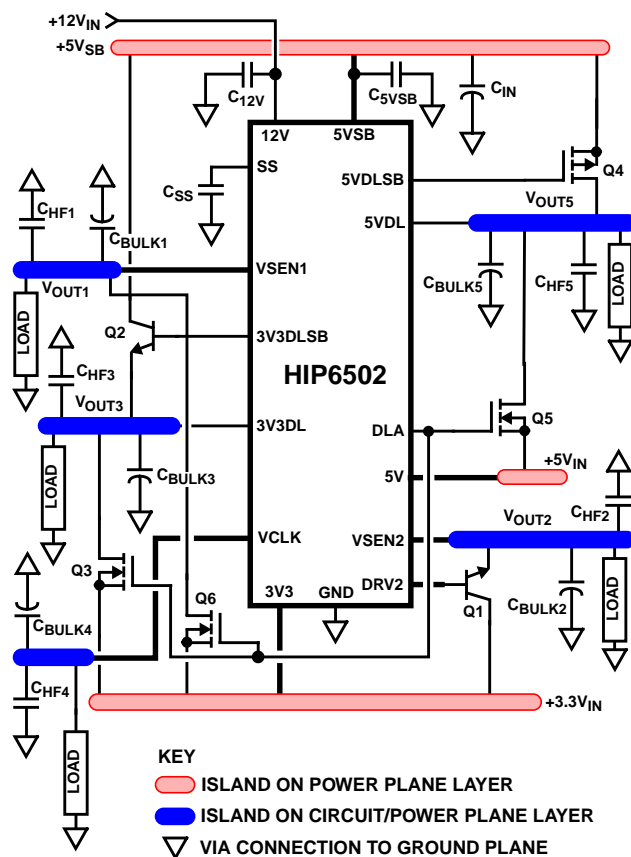 +12VIN
+5VSB
C12V
C5VSB
CIN
12V
5VSB
SS
5VDLSB
Q4
CHF1
CSS
VOUT5
5VDL
CBULK1
VSEN1
VOUT1
CBULK5
CHF5
LOAD
LOAD
Q2
3V3DLSB
CHF3
HIP6502
VOUT3
3V3DL
DLA
Q5
+5VIN
5V
CBULK3
LOAD
CHF2
VOUT2
VCLK
VSEN2
Q3
Q6
3V3
GND
DRV2
Q1
CBULK2
LOAD
CBULK4
CHF4
+3.3VIN
LOAD
KEY
ISLAND ON POWER PLANE LAYER
ISLAND ON CIRCUIT/POWER PLANE LAYER
VIA CONNECTION TO GROUND PLANE